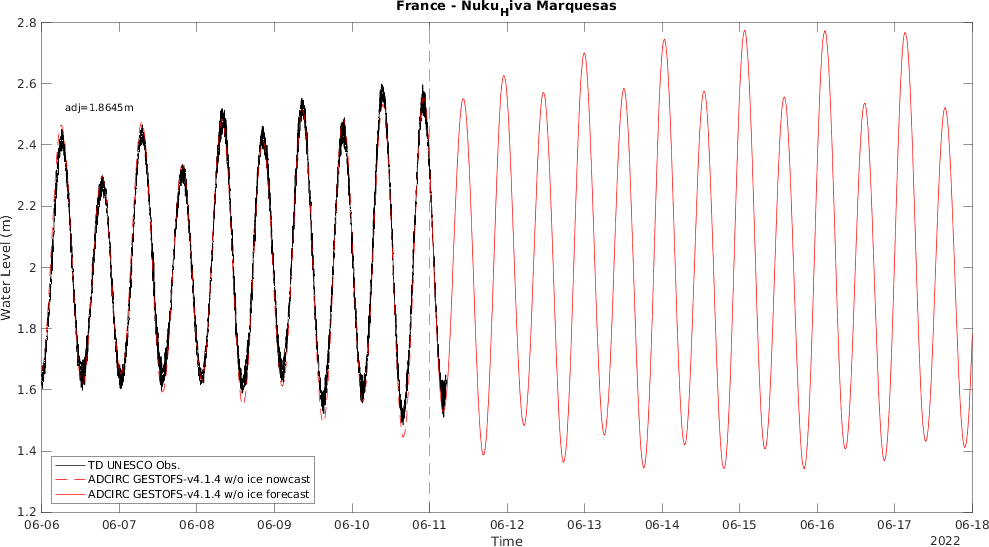 France - Nuku_Hiva Marquesas
2.8
2.6
adj=1.8645m
2.4
2.2
Water Level (m)
2
1.8
1.6
1.4
TD UNESCO Obs.
ADCIRC GESTOFS-v4.1.4 w/o ice nowcast
ADCIRC GESTOFS-v4.1.4 w/o ice forecast
1.2
06-06 06-07 06-08 06-09 06-10 06-11 06-12 06-13 06-14 06-15 06-16 06-17 06-18
Time
2022